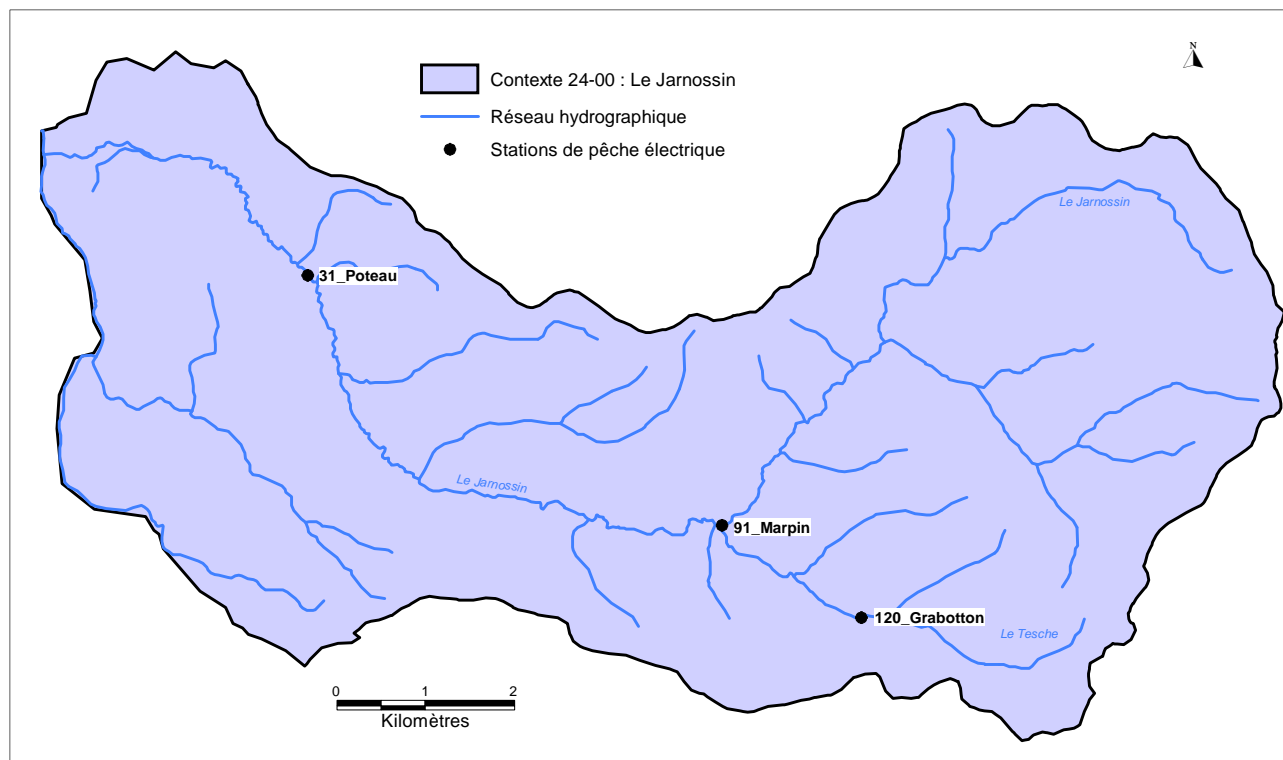 N
Contexte 24-00 : Le Jarnossin
Réseau hydrographique
Stations de pêche électrique
Le Jarnossin
31_Poteau
Le Jarnossin
91_Marpin
120_Grabotton
Le Tesche
0 1 2
Kilomètres